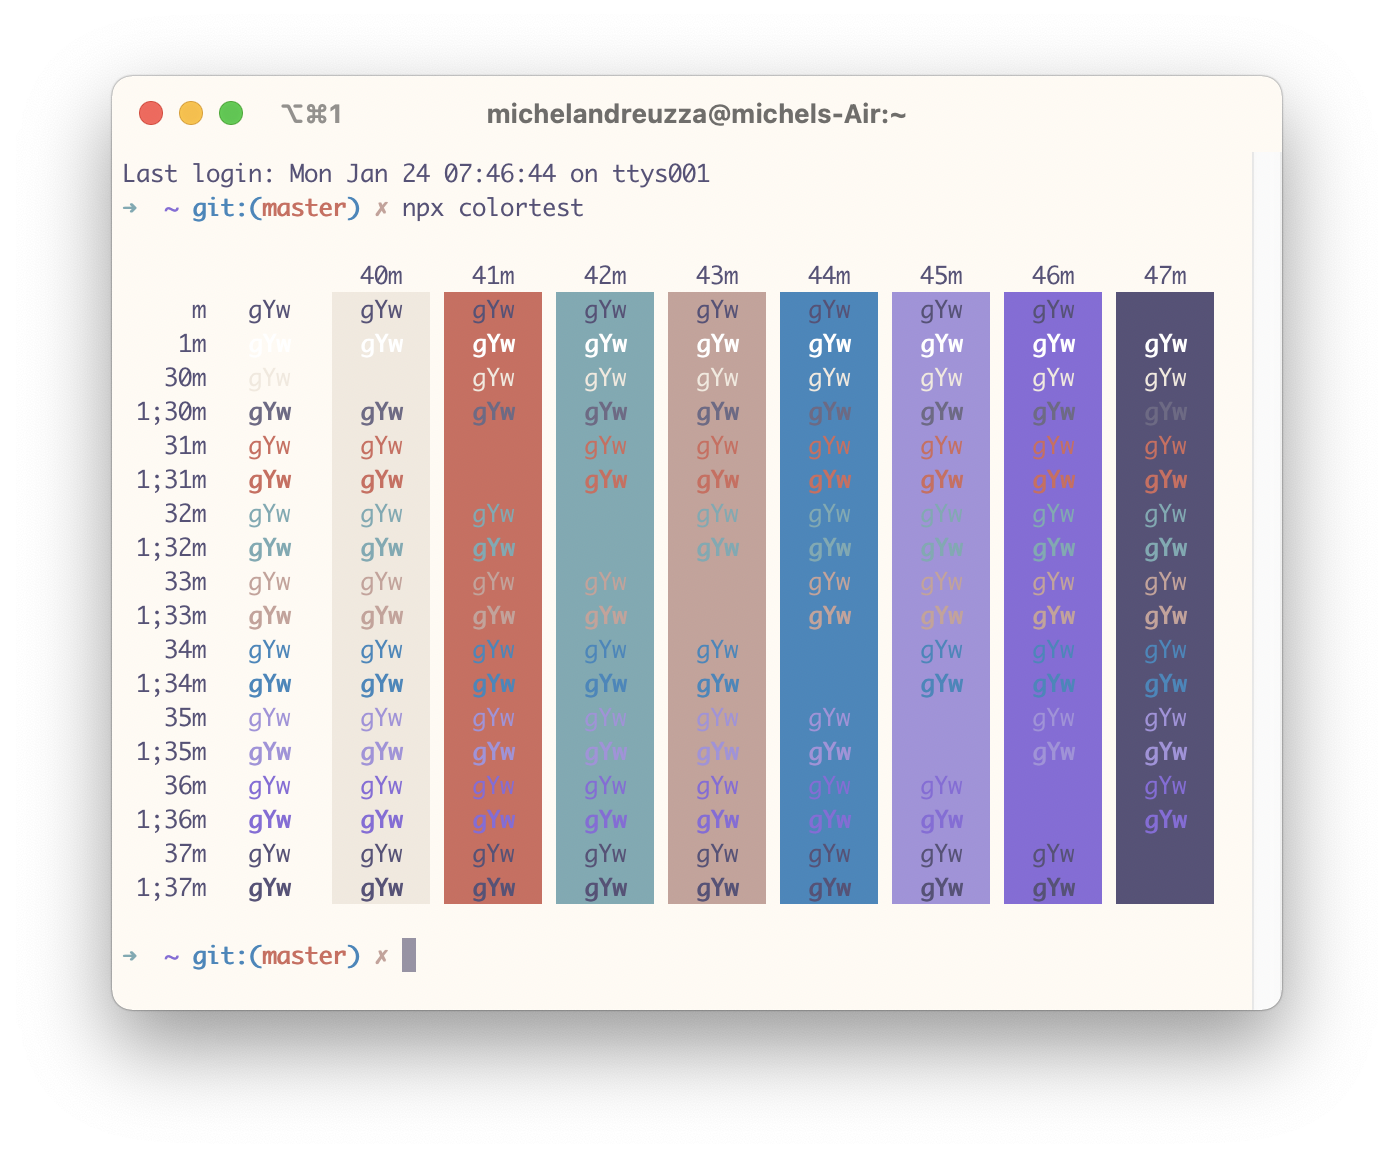 ⌥⌘1 michelandreuzza@michels-Air:~
Last login: Mon Jan 24 07:46:44 on ttys001
➜ ~ git:(master) ✗ npx colortest
40m 41m 42m 43m 44m 45m 46m 47m
m gYw gYw gYw gYw gYw gYw gYw gYw
1m gYw gYw gYw gYw gYw gYw gYw gYw gYw
30m gYw gYw gYw gYw gYw gYw gYw gYw
1;30m gYw gYw gYw gYw gYw gYw gYw gYw gYw
31m gYw gYw gYw gYw gYw gYw gYw gYw
1;31m gYw gYw gYw gYw gYw gYw gYw gYw
32m gYw gYw gYw gYw gYw gYw gYw gYw
1;32m gYw gYw gYw gYw gYw gYw gYw gYw
33m gYw gYw gYw gYw gYw gYw gYw gYw
1;33m gYw gYw gYw gYw gYw gYw gYw gYw
34m gYw gYw gYw gYw gYw gYw gYw gYw
1;34m gYw gYw gYw gYw gYw gYw gYw gYw
35m gYw gYw gYw gYw gYw gYw gYw gYw
1;35m gYw gYw gYw gYw gYw gYw gYw gYw
36m gYw gYw gYw gYw gYw gYw gYw gYw
1;36m gYw gYw gYw gYw gYw gYw gYw gYw
37m gYw gYw gYw gYw gYw gYw gYw gYw
1;37m gYw gYw gYw gYw gYw gYw gYw gYw
➜ ~ git:(master) ✗